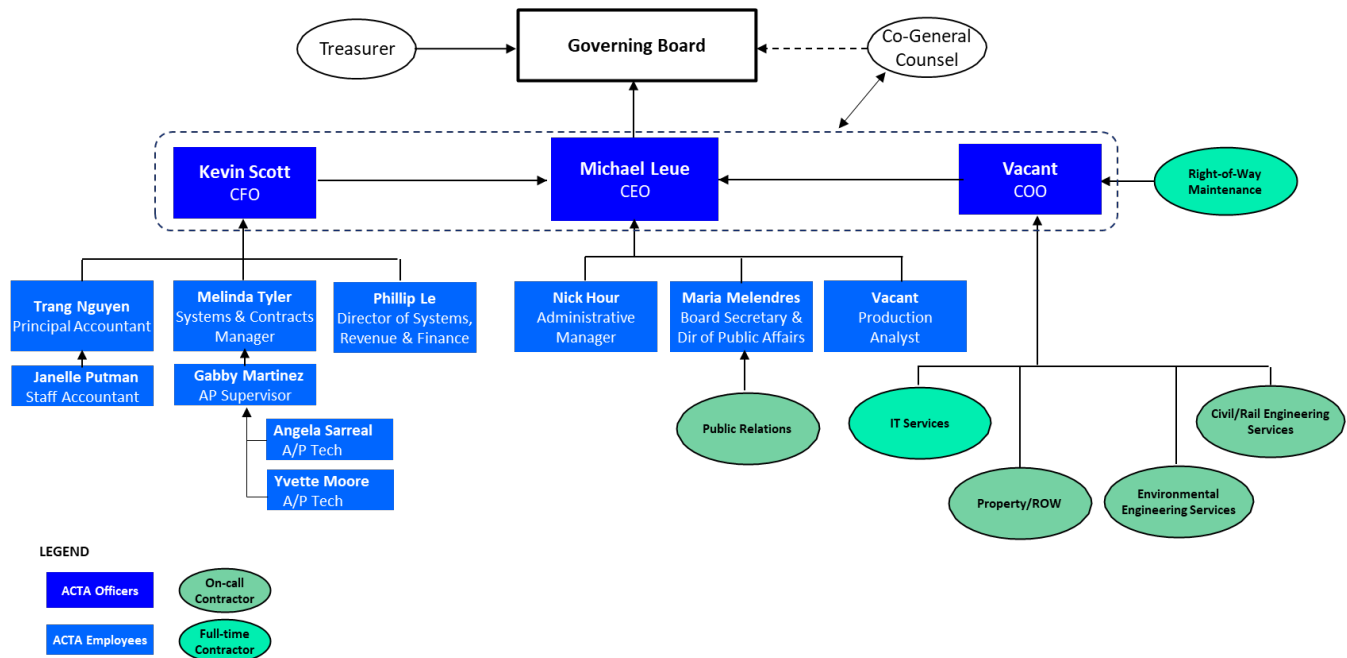 Treasurer
Governing Board
Co-General
Counsel
Kevin Scott
CFO
Michael Leue
CEO
Vacant
COO
Right-of-Way
Maintenance
Trang Nguyen
Principal Accountant
Melinda Tyler
Systems & Contracts
Manager
Phillip Le
Director of Systems,
Revenue & Finance
Nick Hour
Administrative
Manager
Maria Melendres
Board Secretary &
Dir of Public Affairs
Vacant
Production
Analyst
Janelle Putman
Staff Accountant
Gabby Martinez
AP Supervisor
Angela Sarreal
A/P Tech
Yvette Moore
A/P Tech
Public Relations
IT Services
Civil/Rail Engineering
Services
Property/ROW
Environmental
Engineering Services
LEGEND
ACTA Officers
On-call
Contractor
ACTA Employees
Full-time
Contractor